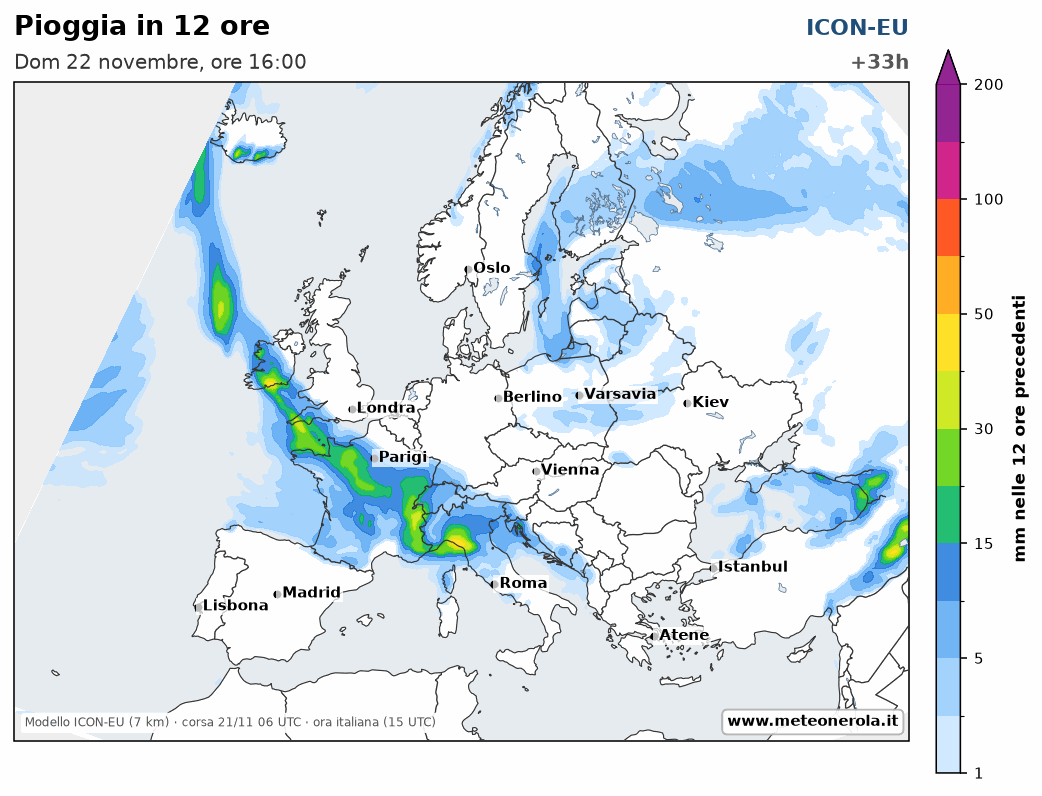 Pioggia in 12 ore
ICON-EU
Dom 22 novembre, ore 16:00
+33h
200
100
50
30
15
5
1
mm nelle 12 ore precedenti
Oslo
Londra
Berlino
Varsavia
Kiev
Parigi
Vienna
Istanbul
Roma
Madrid
Lisbona
Atene
Modello ICON-EU (7 km) · corsa 21/11 06 UTC · ora italiana (15 UTC)
www.meteonerola.it